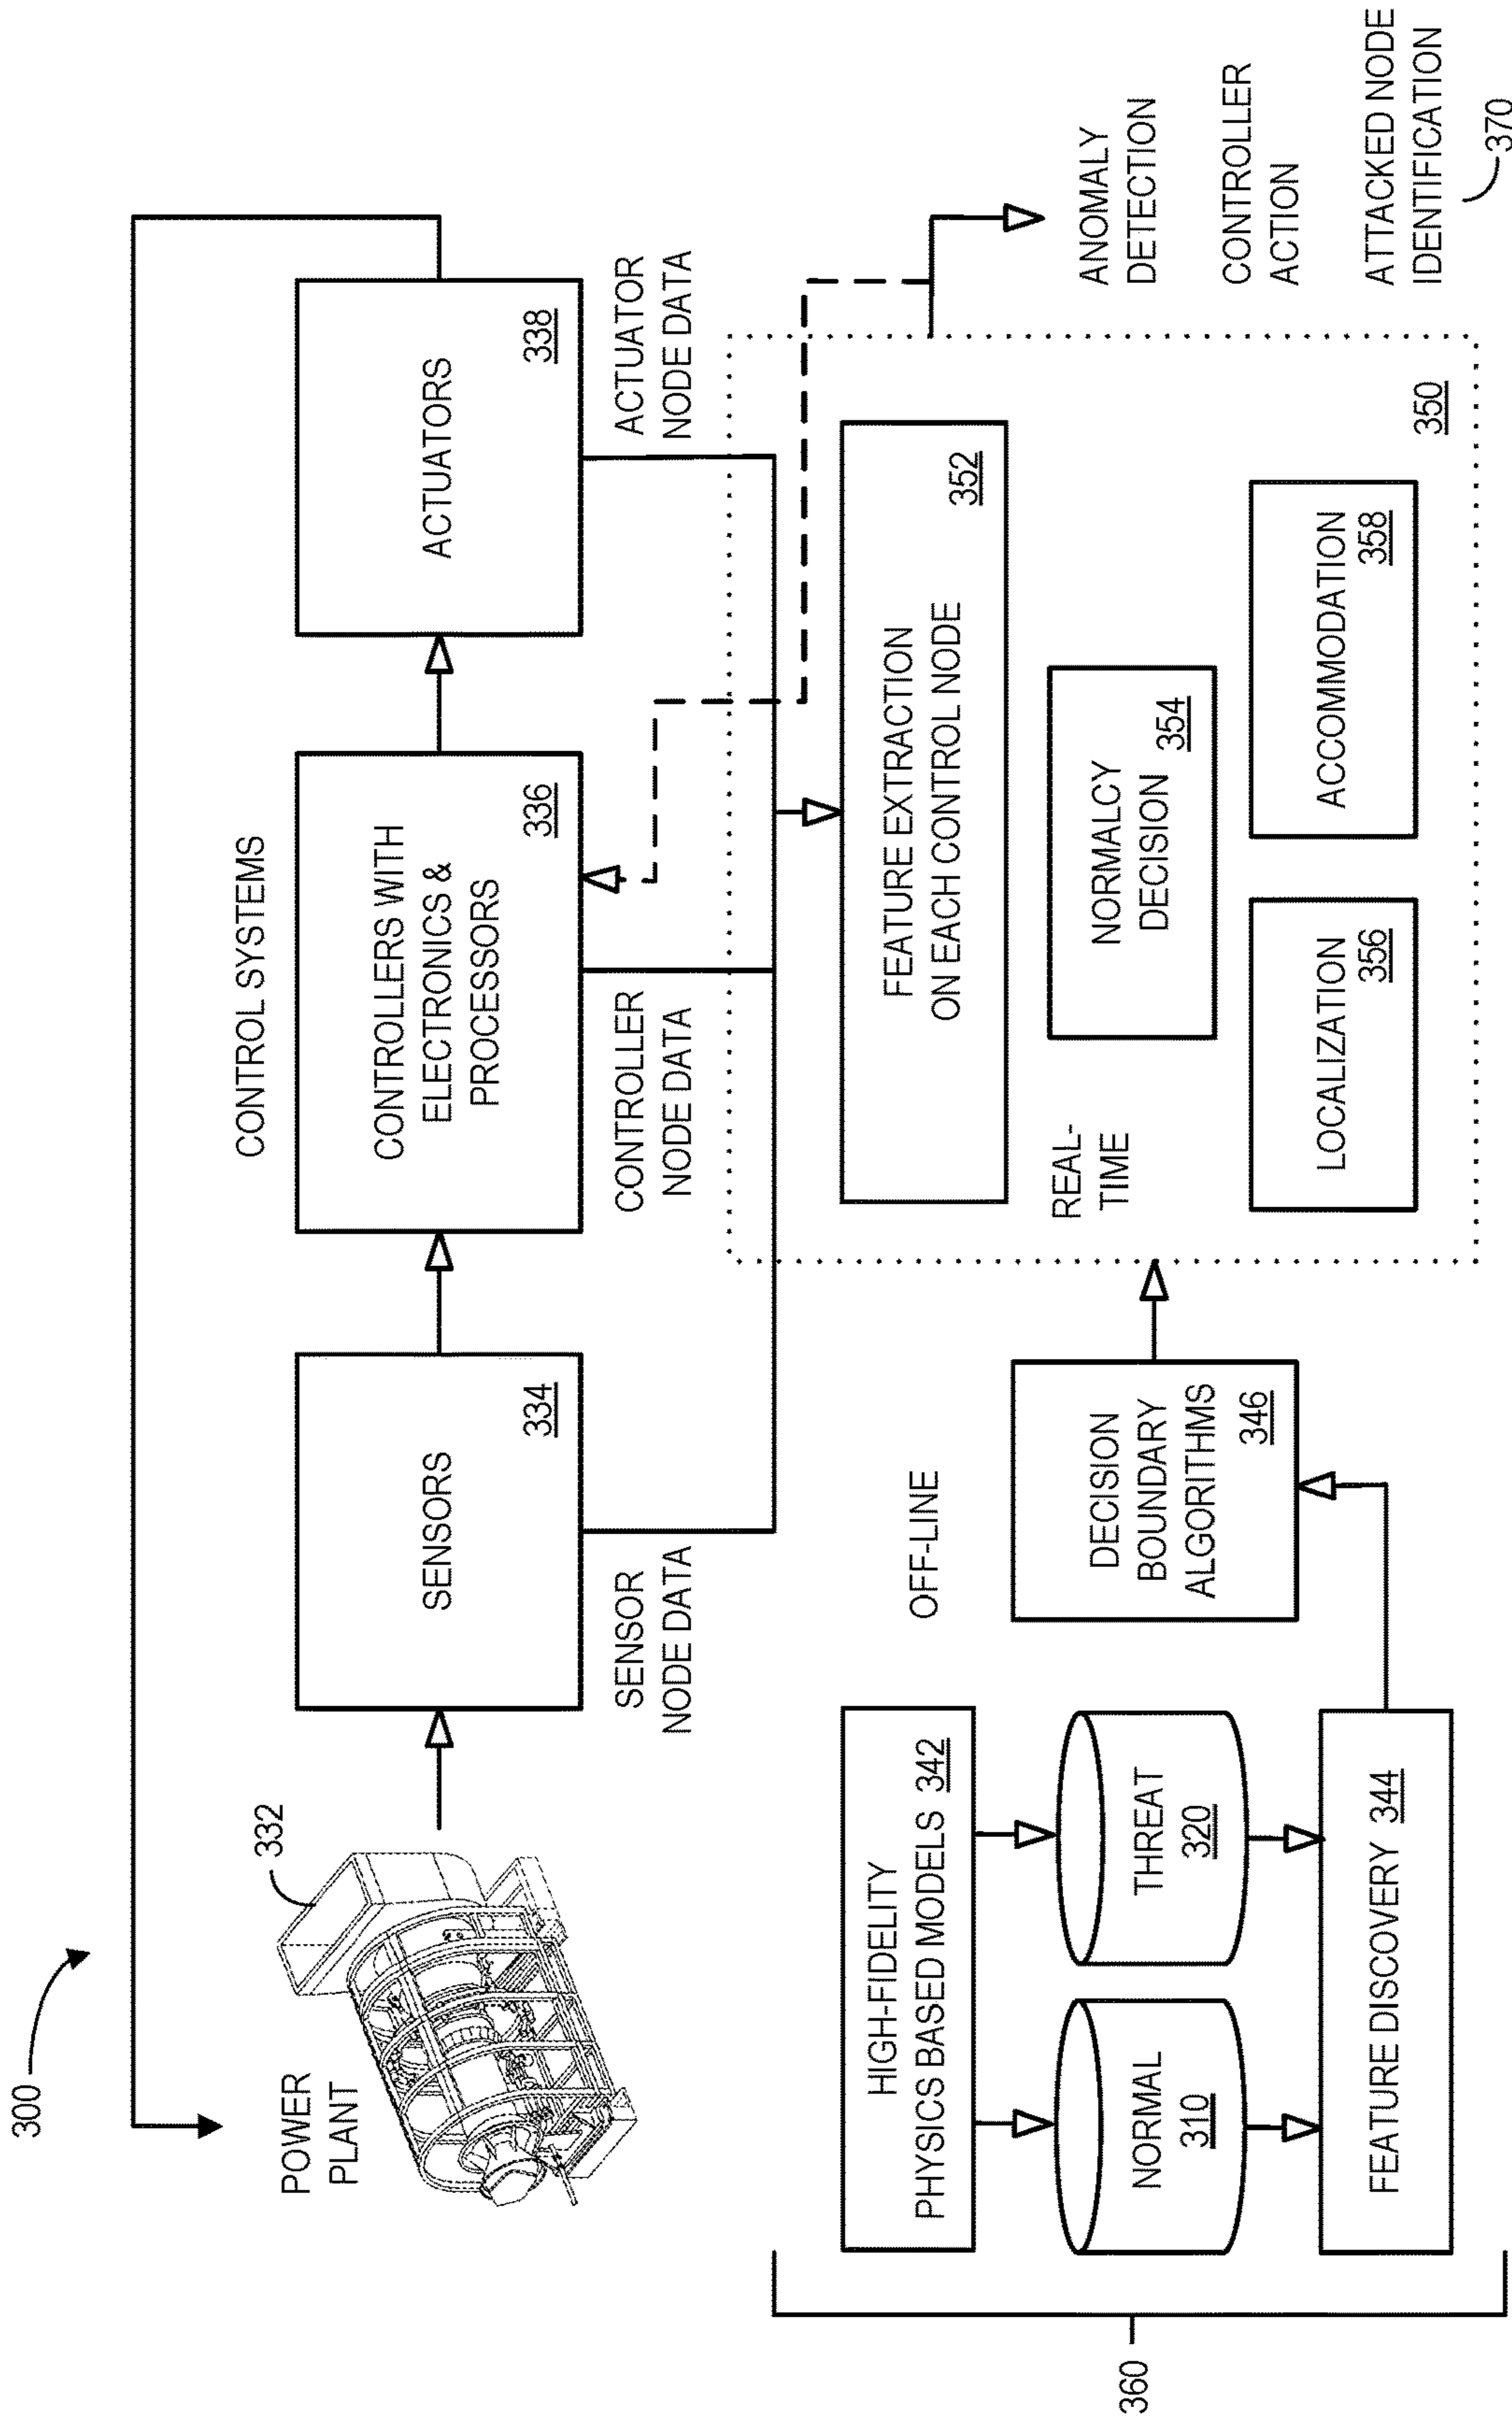 300
POWER
PLANT
332
CONTROL SYSTEMS
SENSORS
334
CONTROLLERS WITH
ELECTRONICS &
PROCESSORS
336
ACTUATORS
338
SENSOR
NODE DATA
CONTROLLER
NODE DATA
ACTUATOR
NODE DATA
360
HIGH-FIDELITY
PHYSICS BASED MODELS 342
NORMAL
310
THREAT
320
FEATURE DISCOVERY 344
OFF-LINE
DECISION
BOUNDARY
ALGORITHMS
346
FEATURE EXTRACTION
ON EACH CONTROL NODE
352
REAL-
TIME
NORMALCY
DECISION
354
LOCALIZATION
356
ACCOMMODATION
358
350
ANOMALY
DETECTION
CONTROLLER
ACTION
ATTACKED NODE
IDENTIFICATION
370